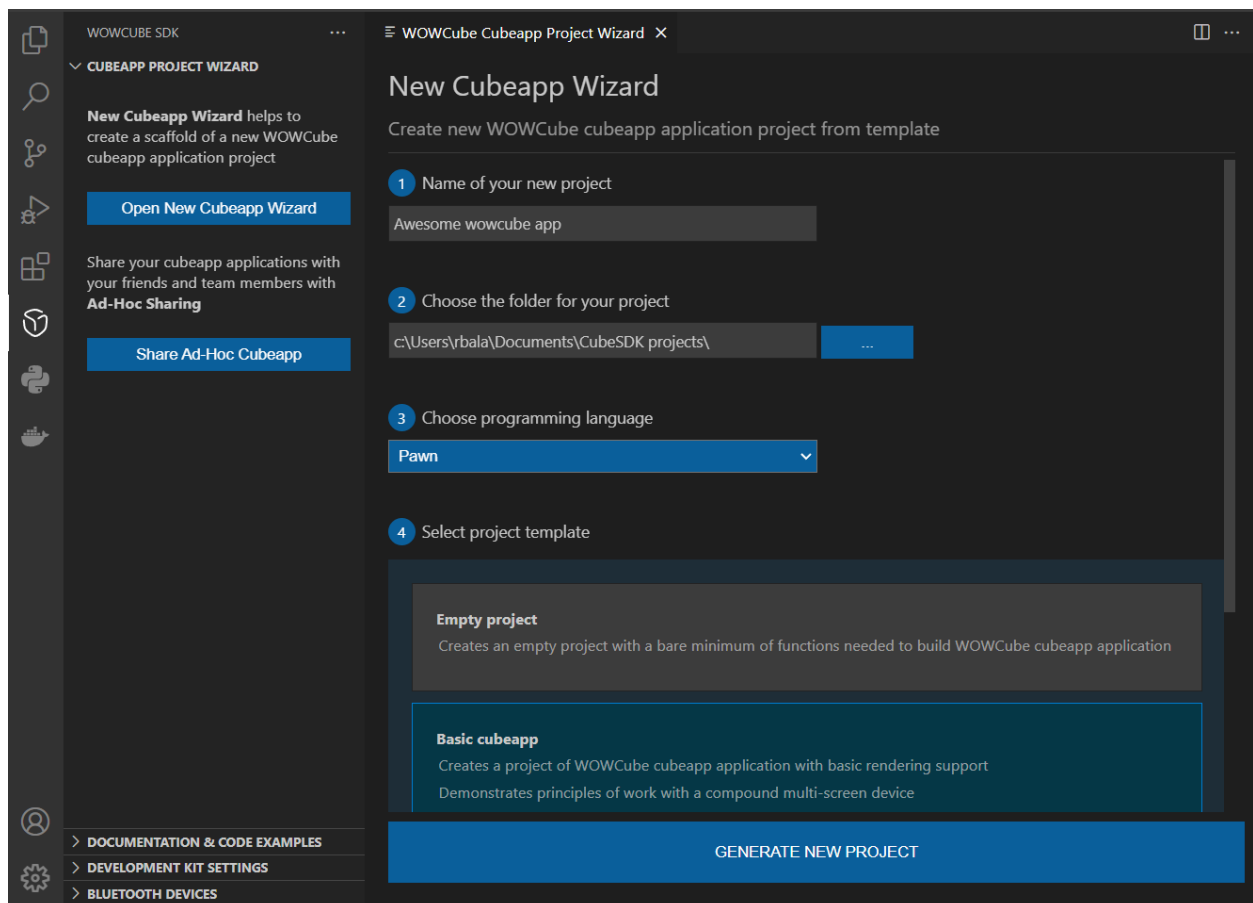 WOWCUBE SDK
CUBEAPP PROJECT WIZARD
New Cubeapp Wizard helps to
create a scaffold of a new WOWCube
cubeapp application project
Open New Cubeapp Wizard
Share your cubeapp applications with
your friends and team members with
Ad-Hoc Sharing
Share Ad-Hoc Cubeapp
DOCUMENTATION & CODE EXAMPLES
DEVELOPMENT KIT SETTINGS
BLUETOOTH DEVICES
WOWCube Cubeapp Project Wizard
New Cubeapp Wizard
Create new WOWCube cubeapp application project from template
1 Name of your new project
Awesome wowcube app
2 Choose the folder for your project
c:\Users\rbala\Documents\CubeSDK projects\ ...
3 Choose programming language
Pawn
4 Select project template
Empty project
Creates an empty project with a bare minimum of functions needed to build WOWCube cubeapp application
Basic cubeapp
Creates a project of WOWCube cubeapp application with basic rendering support
Demonstrates principles of work with a compound multi-screen device
GENERATE NEW PROJECT